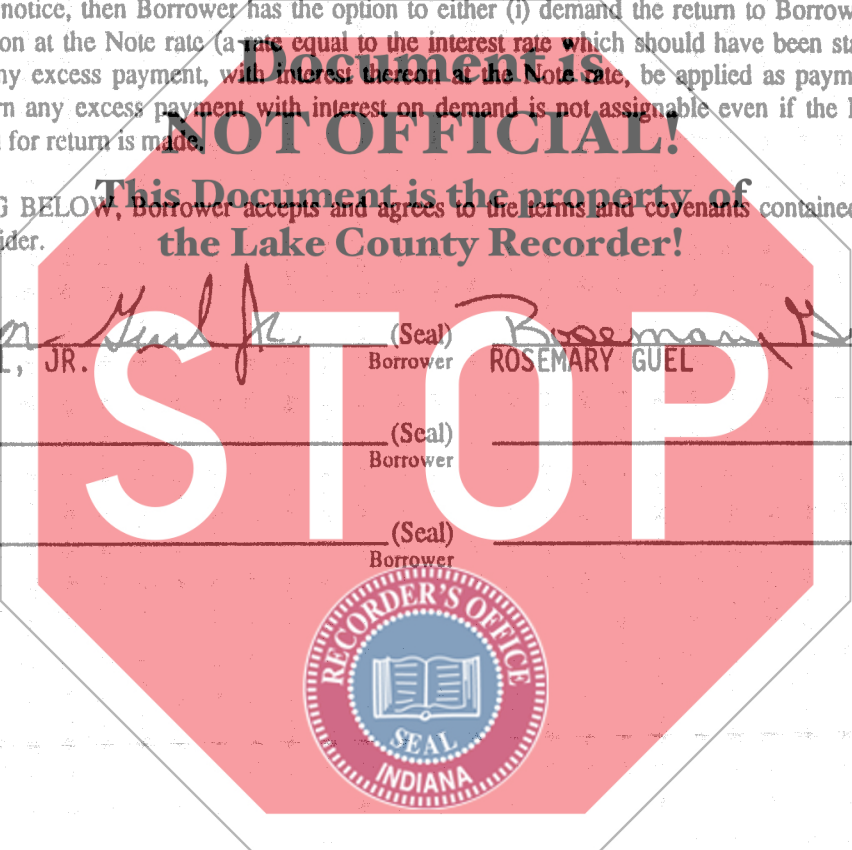 notice, then Borrower has the option to either (i) demand the return to Borrow
on at the Note rate (a rate equal to the interest rate which should have been sta
ny excess payment, with interest thereon at the Note rate, be applied as paym
rn any excess payment with interest on demand is not assignable even if the
for return is made.
Document is
NOT OFFICIAL!
This Document is the property of
the Lake County Recorder!
G BELOW, Borrower accepts and agrees to the terms and covenants contained
ider.
Guel Jr. (Seal) Rosemary G
L, JR. Borrower ROSEMARY GUEL
(Seal)
Borrower
(Seal)
Borrower
STOP
RECORDER'S OFFICE
SEAL
INDIANA